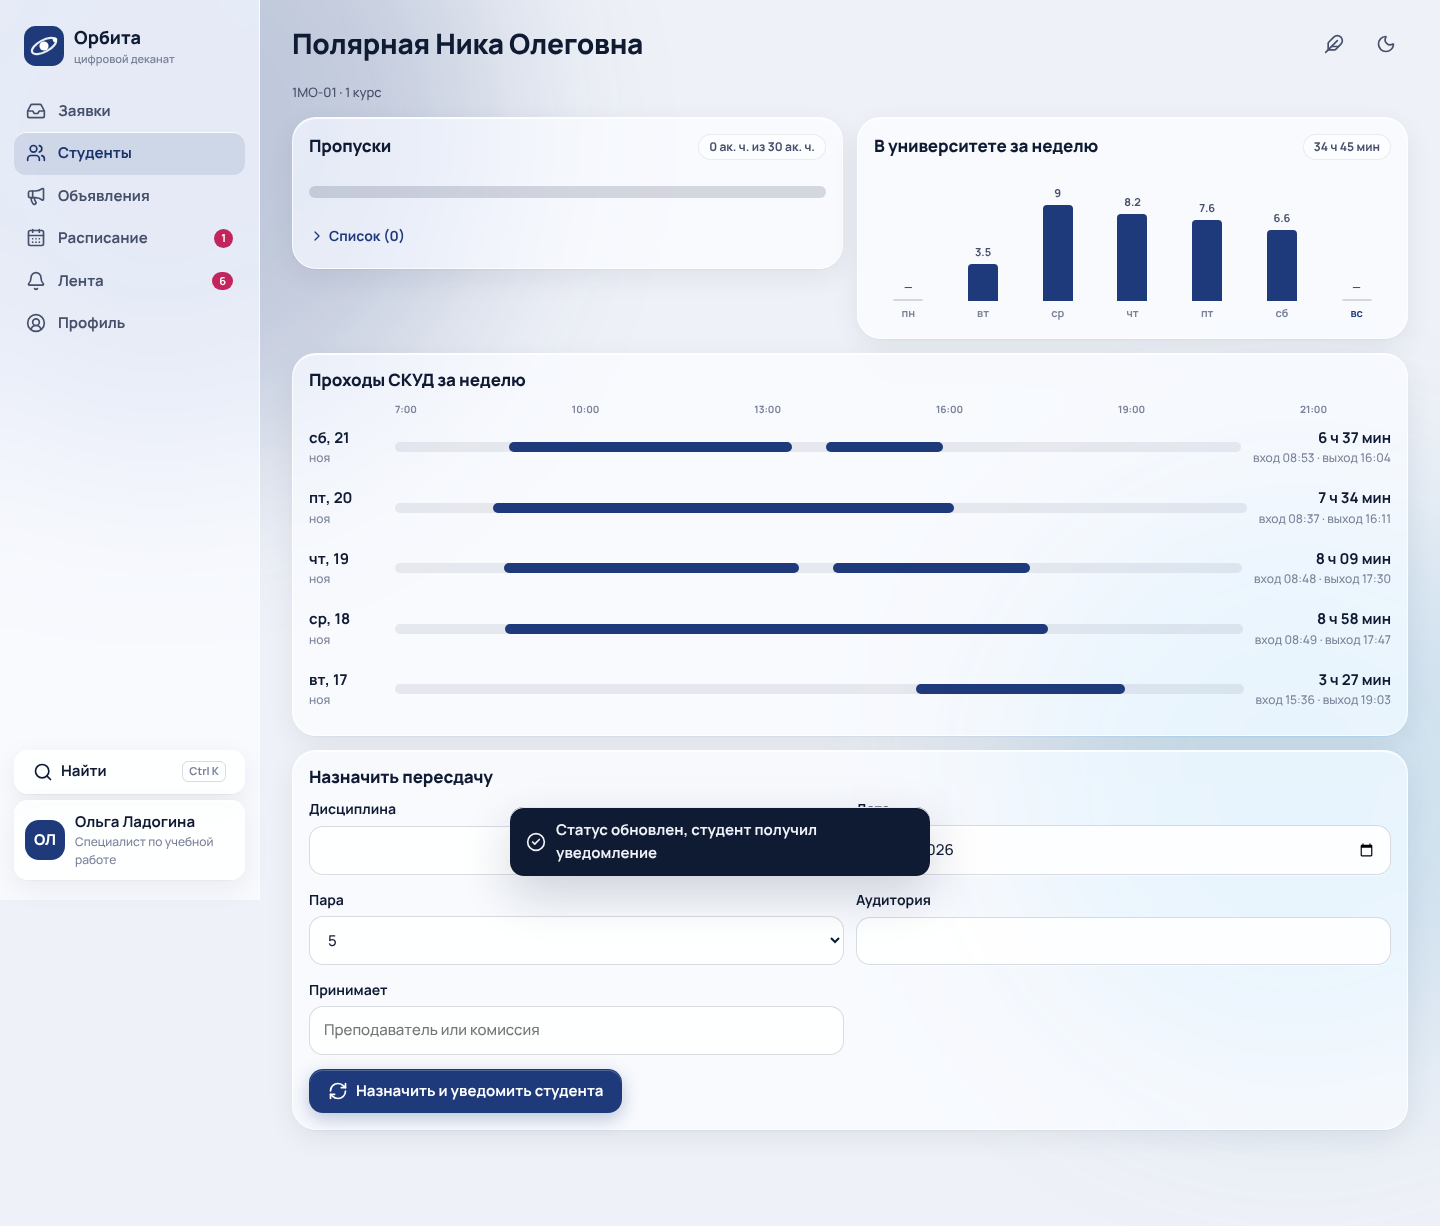 Орбита
цифровой деканат
Заявки
Студенты
Объявления
Расписание 1
Лента 6
Профиль
Найти Ctrl K
ОЛ
Ольга Ладогина
Специалист по учебной
работе
Полярная Ника Олеговна
1МО-01 · 1 курс
Пропуски
0 ак. ч. из 30 ак. ч.
Список (0)
В университете за неделю
34 ч 45 мин
– 3.5 9 8.2 7.6 6.6 –
пн вт ср чт пт сб вс
Проходы СКУД за неделю
7:00 10:00 13:00 16:00 19:00 21:00
сб, 21 6 ч 37 мин
ноя вход 08:53 · выход 16:04
пт, 20 7 ч 34 мин
ноя вход 08:37 · выход 16:11
чт, 19 8 ч 09 мин
ноя вход 08:48 · выход 17:30
ср, 18 8 ч 58 мин
ноя вход 08:49 · выход 17:47
вт, 17 3 ч 27 мин
ноя вход 15:36 · выход 19:03
Назначить пересдачу
Дисциплина
Статус обновлен, студент получил
уведомление
Пара
5
Аудитория
Принимает
Преподаватель или комиссия
Назначить и уведомить студента